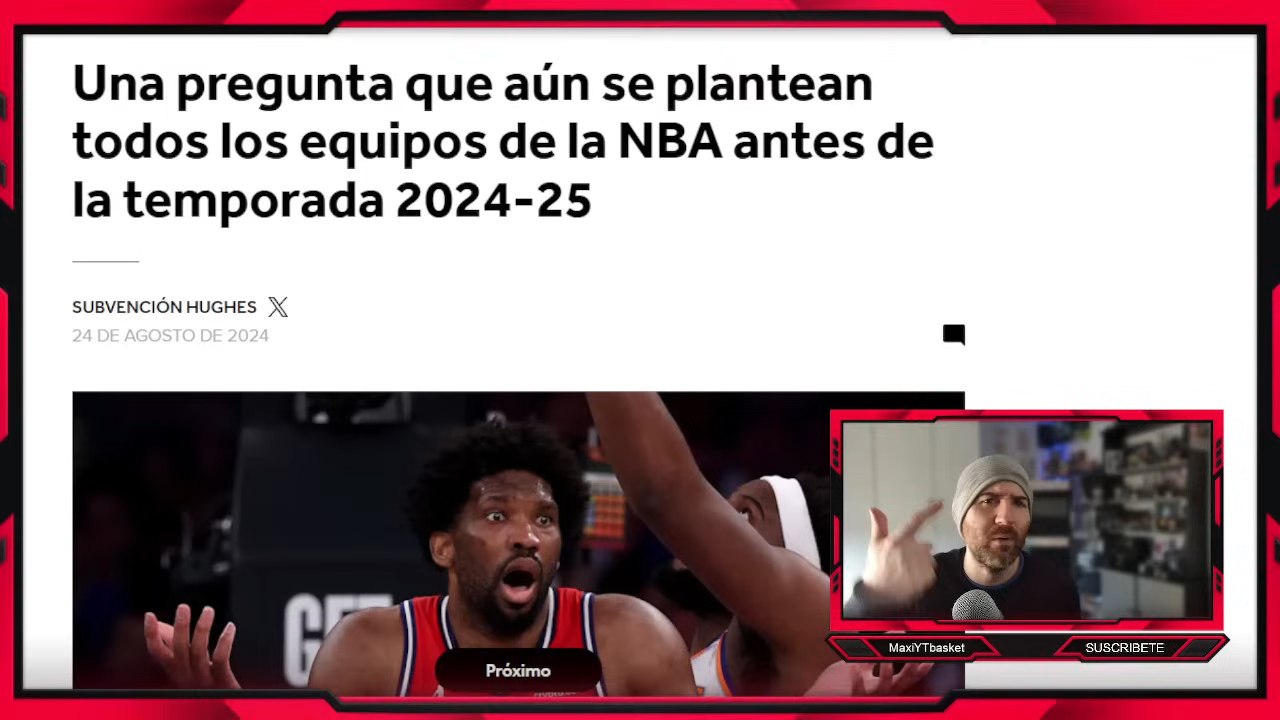 Una pregunta que aún se plantean
todos los equipos de la NBA antes de
la temporada 2024-25
SUBVENCIÓN HUGHES
24 DE AGOSTO DE 2024
Próximo
MaxiYTbasket
SUSCRIBETE